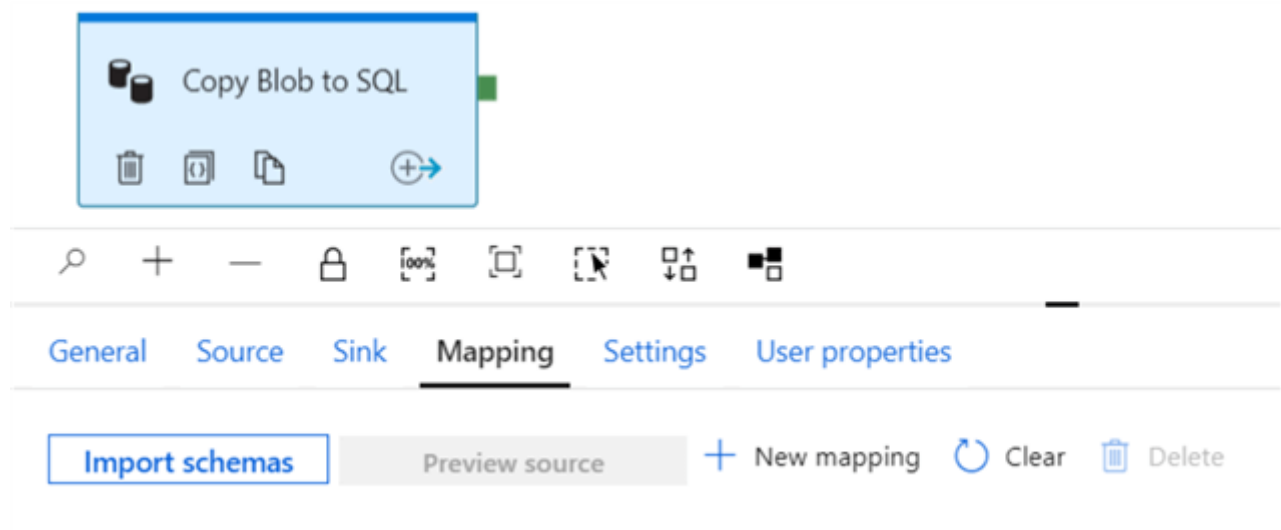 Copy Blob to SQL
100%
General Source Sink Mapping Settings User properties
Import schemas Preview source New mapping Clear Delete